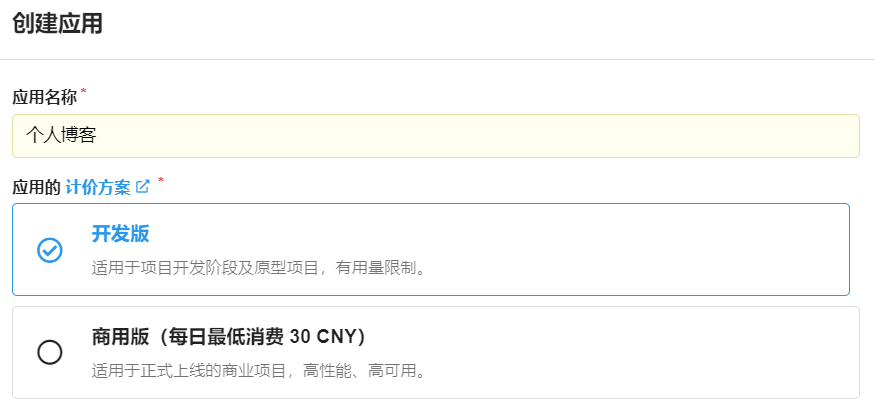 创建应用
应用名称*
个人博客
应用的 计价方案 *
开发版
适用于项目开发阶段及原型项目，有用量限制。
商用版（每日最低消费 30 CNY）
适用于正式上线的商业项目，高性能、高可用。